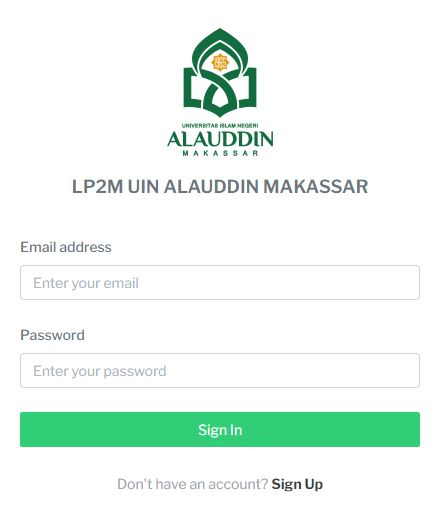 UNIVERSITAS ISLAM NEGERI
ALAUDDIN
MAKASSAR
LP2M UIN ALAUDDIN MAKASSAR
Email address
Enter your email
Password
Enter your password
Sign In
Don't have an account? Sign Up